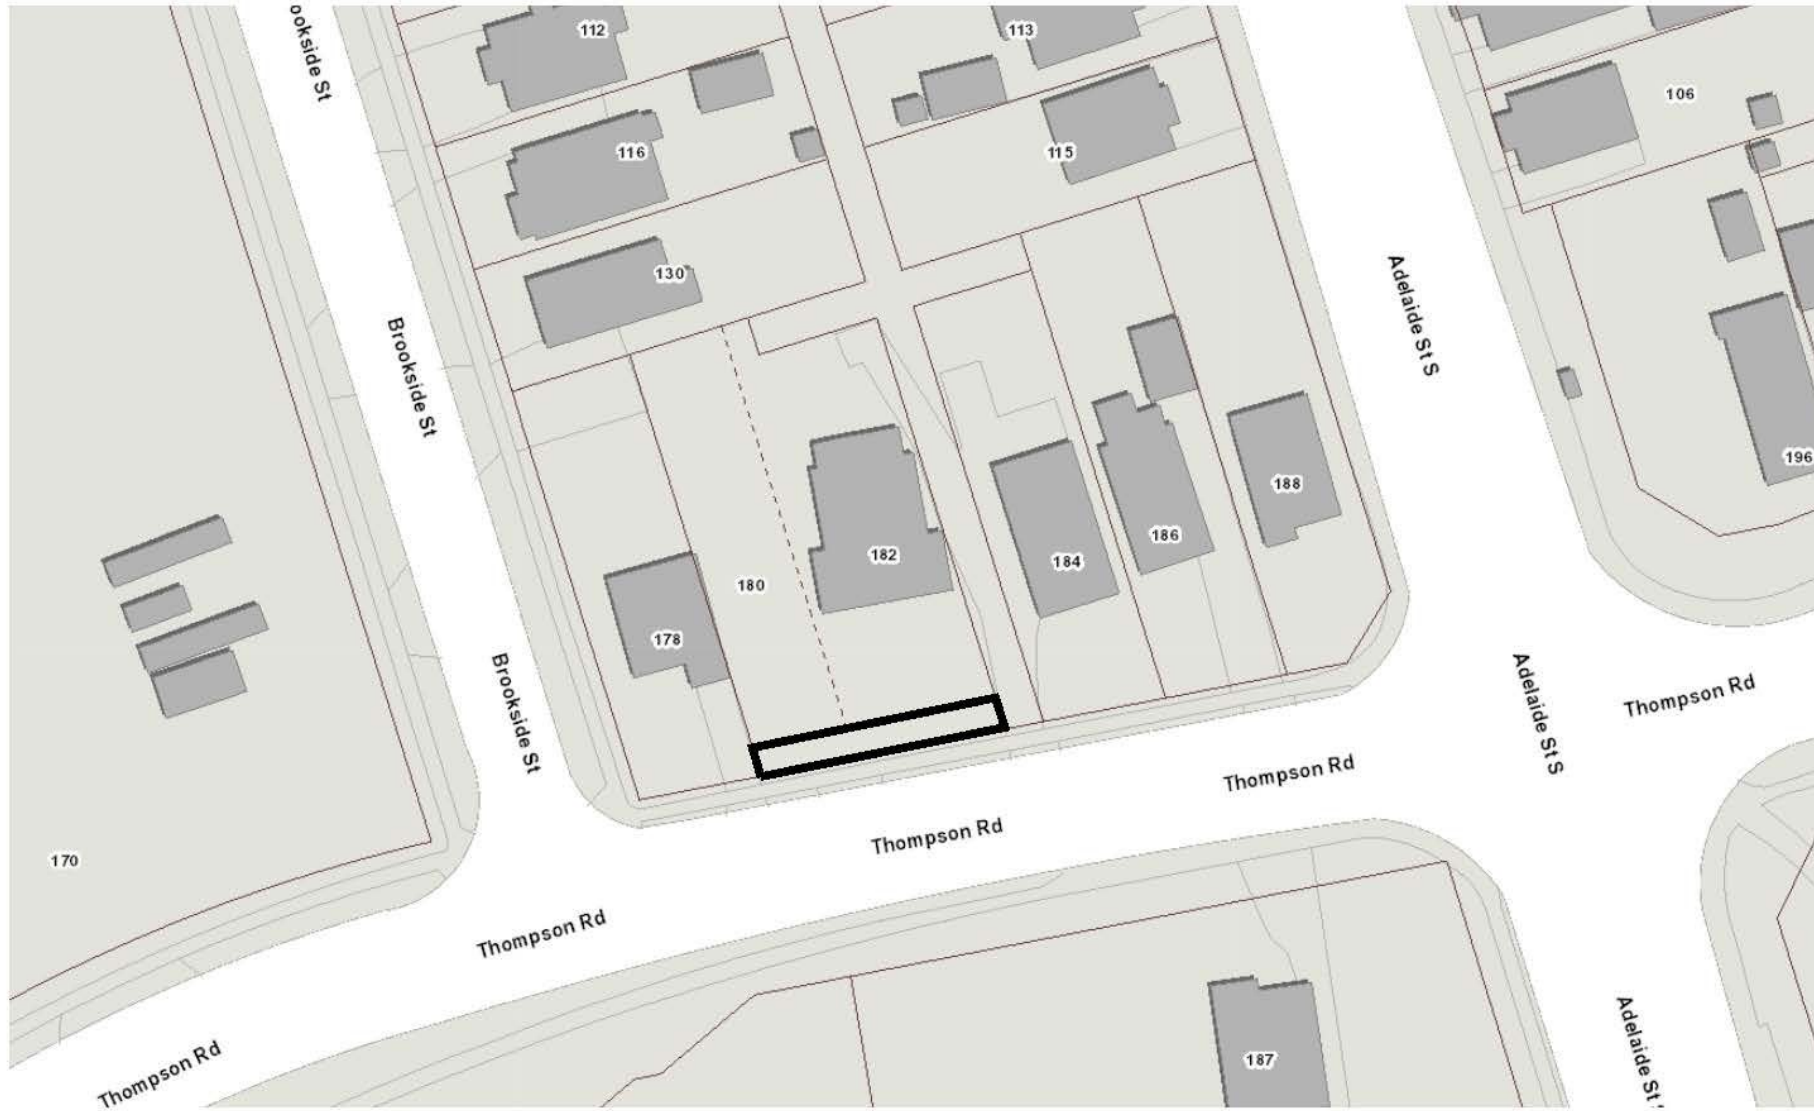 ookside St
112
113
106
116
115
130
Adelaide St S
Brookside St
196
188
186
182
184
180
178
Brookside St
Adelaide St S
Thompson Rd
Thompson Rd
Thompson Rd
170
Thompson Rd
Adelaide St
187
Thompson Rd